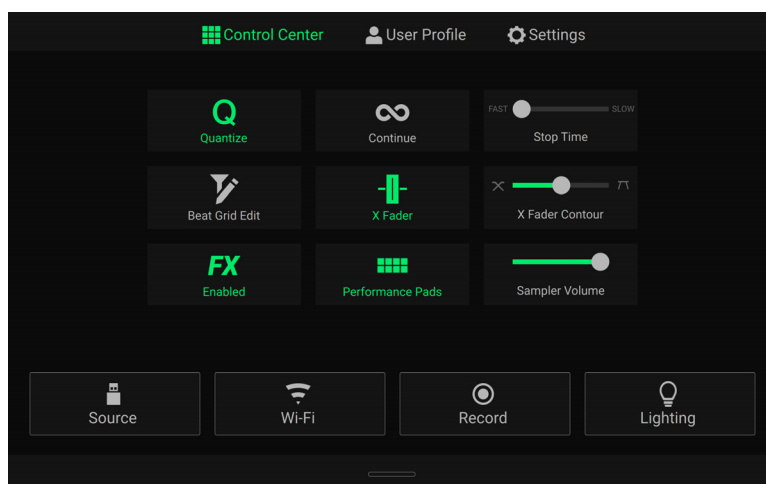 Control Center
User Profile
Settings
Q
Quantize
Continue
FAST
SLOW
Stop Time
Beat Grid Edit
X Fader
X Fader Contour
FX
Enabled
Performance Pads
Sampler Volume
Source
Wi-Fi
Record
Lighting